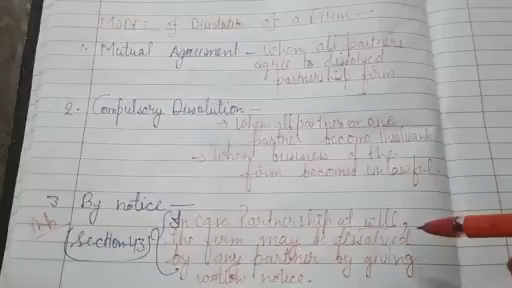 Modes of Dissolution of a Firm
1. Mutual Agreement - When all partners
agree to dissolved
partnership firm
2. Compulsory Dissolution -
→ When all partner or one
partner become Insolvent
→ When business of the
firm becomes unlawful.
3 By notice -
(Section 43) In case Partnership at will,
the firm may be dissolved
by any partner by giving
notice.